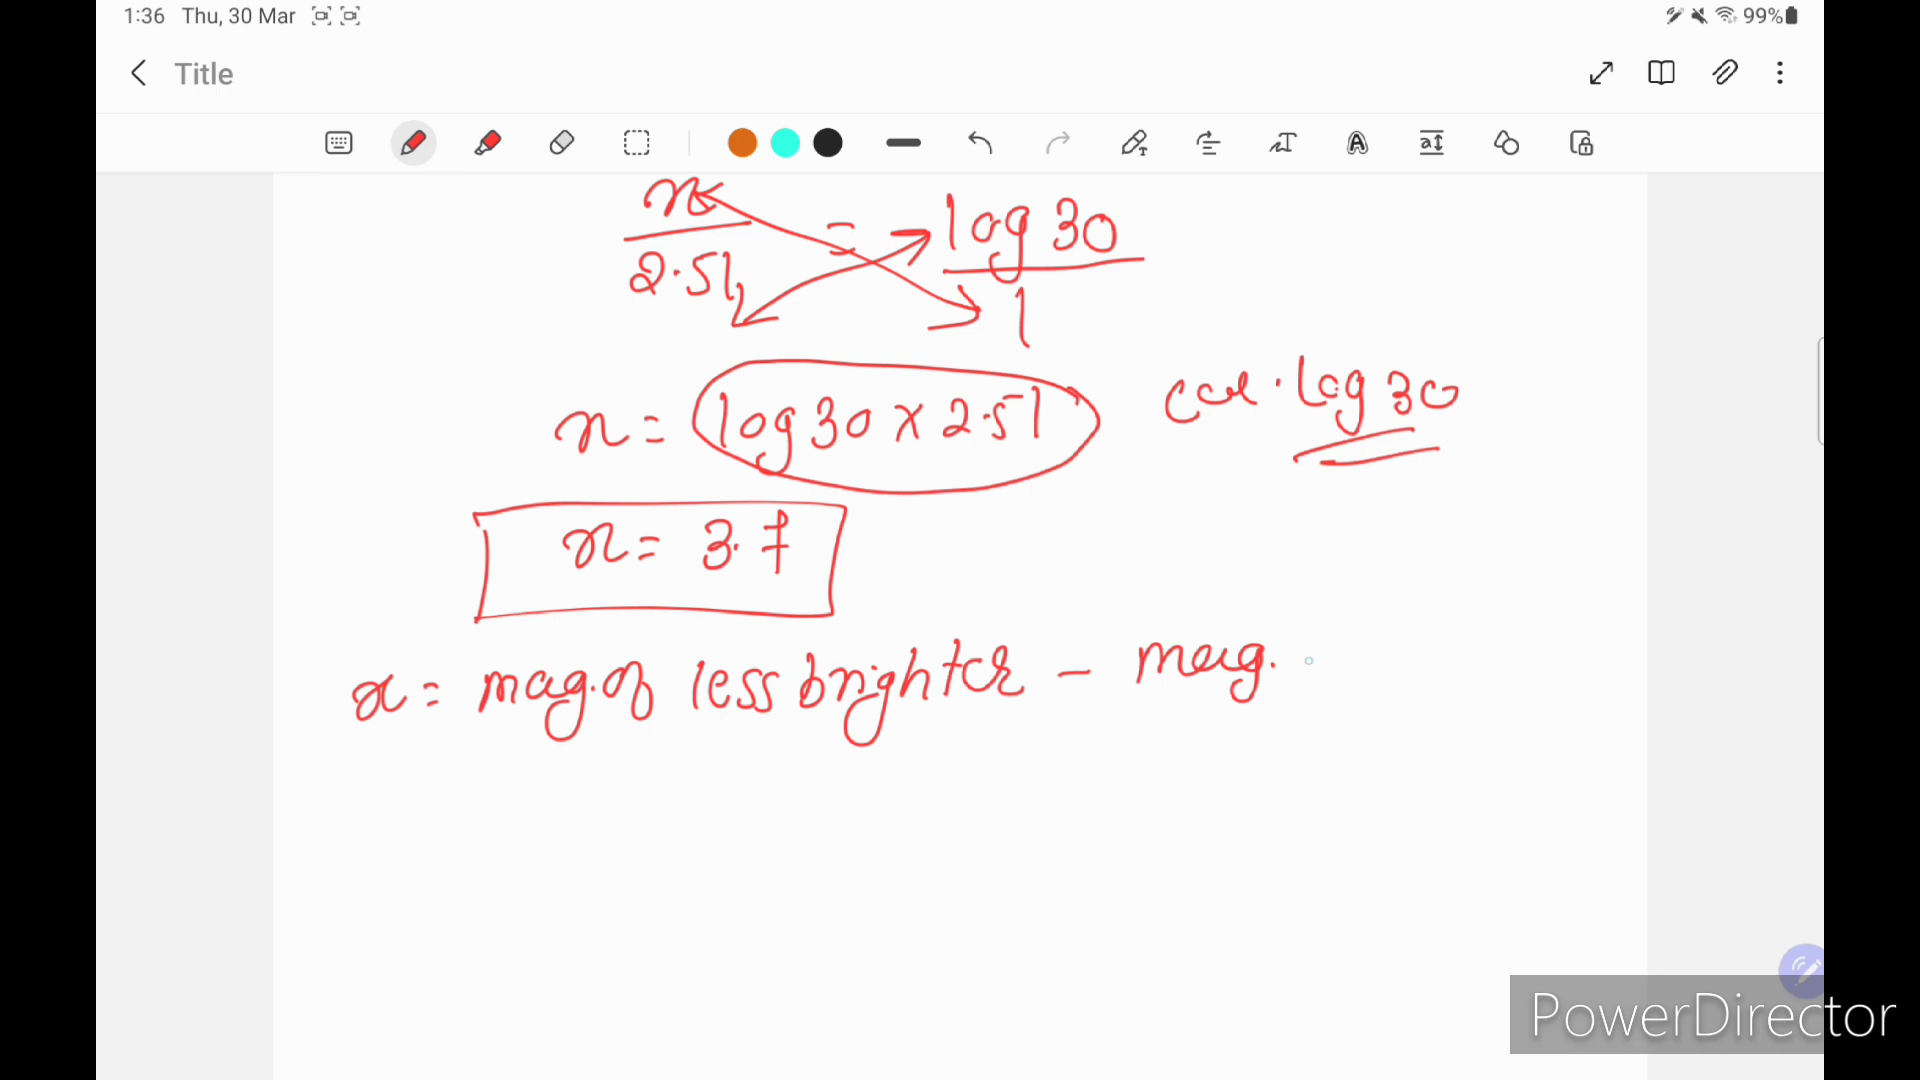 1:36 Thu, 30 Mar 99%
Title
x/2.51 = log 30/1
x = log 30 x 2.51 cal. log 30
x = 3.7
x = mag. of less brighter - mag.
PowerDirector